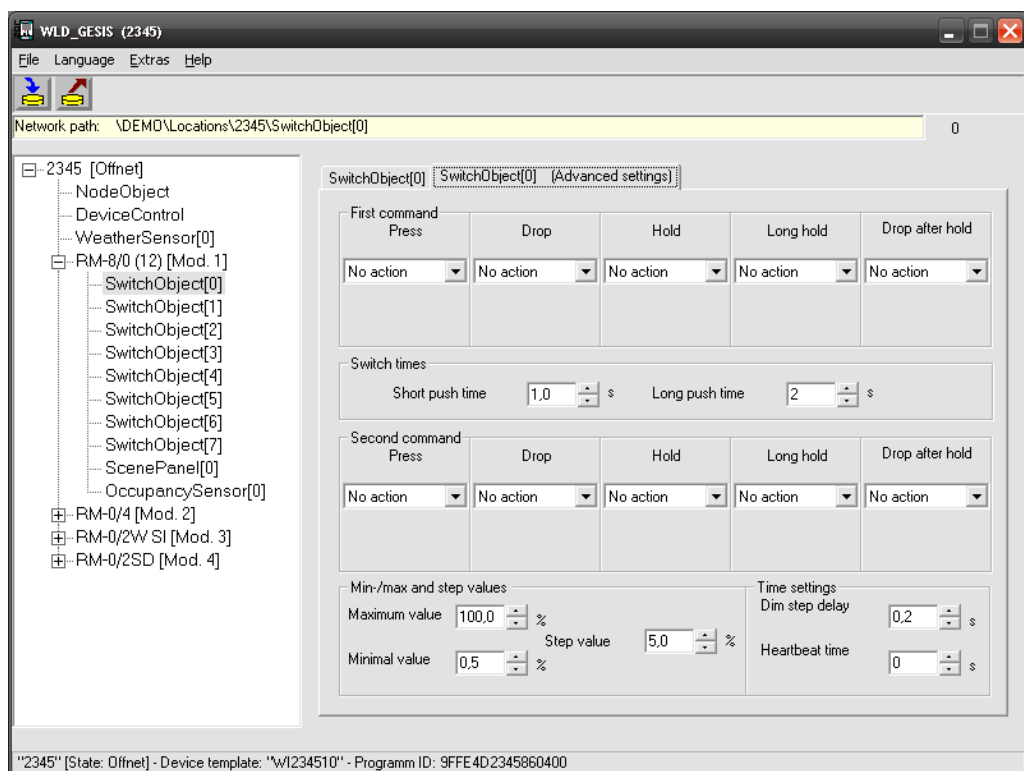 WLD_GESIS (2345)
File Language Extras Help
Network path: \DEMO\Locations\2345\SwitchObject[0]
0
2345 [Offnet]
NodeObject
DeviceControl
WeatherSensor[0]
RM-8/0 (12) [Mod. 1]
SwitchObject[0]
SwitchObject[1]
SwitchObject[2]
SwitchObject[3]
SwitchObject[4]
SwitchObject[5]
SwitchObject[6]
SwitchObject[7]
ScenePanel[0]
OccupancySensor[0]
RM-0/4 [Mod. 2]
RM-0/2W SI [Mod. 3]
RM-0/2SD [Mod. 4]
SwitchObject[0] SwitchObject[0] (Advanced settings)
First command
Press Drop Hold Long hold Drop after hold
No action No action No action No action No action
Switch times
Short push time 1,0 s Long push time 2 s
Second command
Press Drop Hold Long hold Drop after hold
No action No action No action No action No action
Min-/max and step values
Maximum value 100,0 %
Step value 5,0 %
Minimal value 0,5 %
Time settings
Dim step delay 0,2 s
Heartbeat time 0 s
"2345" [State: Offnet] - Device template: "WI234510" - Programm ID: 9FFE4D2345860400